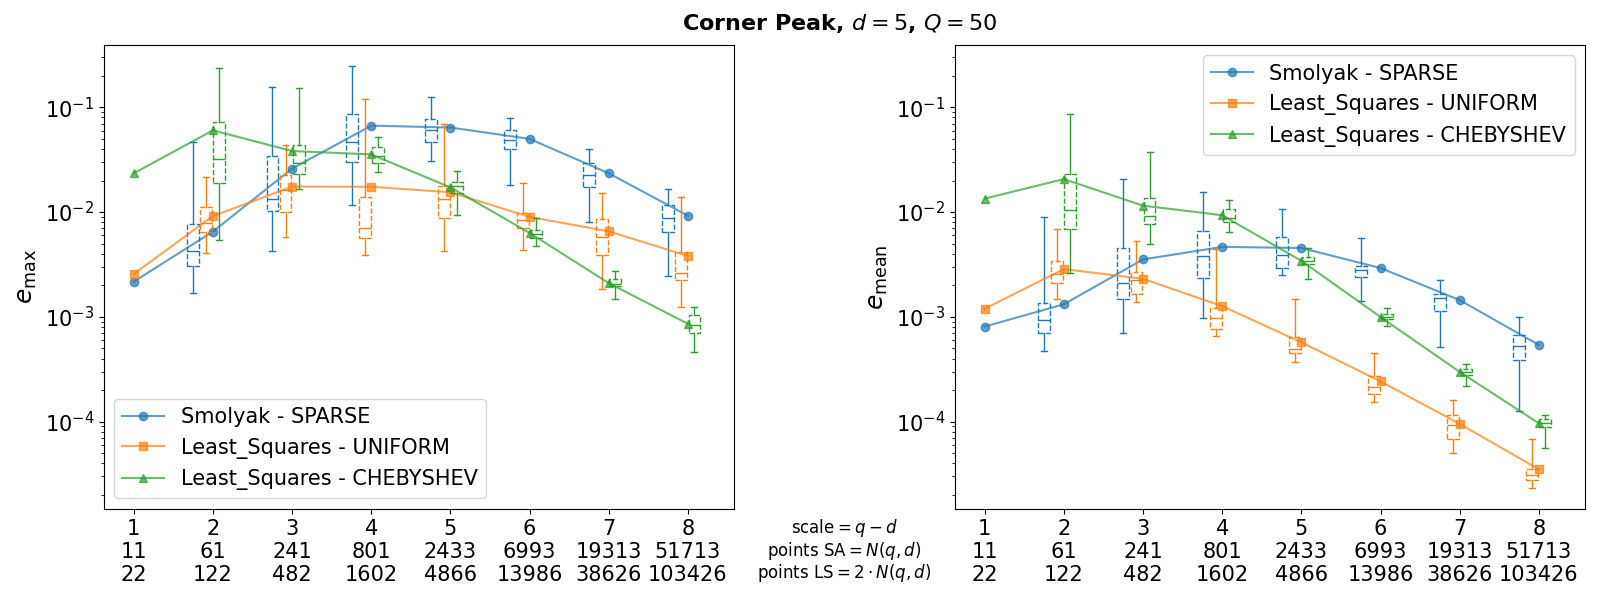 Corner Peak, d = 5, Q = 50
e_max
10^{-1}
10^{-2}
10^{-3}
10^{-4}
Smolyak - SPARSE
Least_Squares - UNIFORM
Least_Squares - CHEBYSHEV
1 2 3 4 5 6 7 8
11 61 241 801 2433 6993 19313 51713
22 122 482 1602 4866 13986 38626 103426
scale = q − d
points SA = N(q, d)
points LS = 2 · N(q, d)
e_mean
10^{-1}
10^{-2}
10^{-3}
10^{-4}
Smolyak - SPARSE
Least_Squares - UNIFORM
Least_Squares - CHEBYSHEV
1 2 3 4 5 6 7 8
11 61 241 801 2433 6993 19313 51713
22 122 482 1602 4866 13986 38626 103426